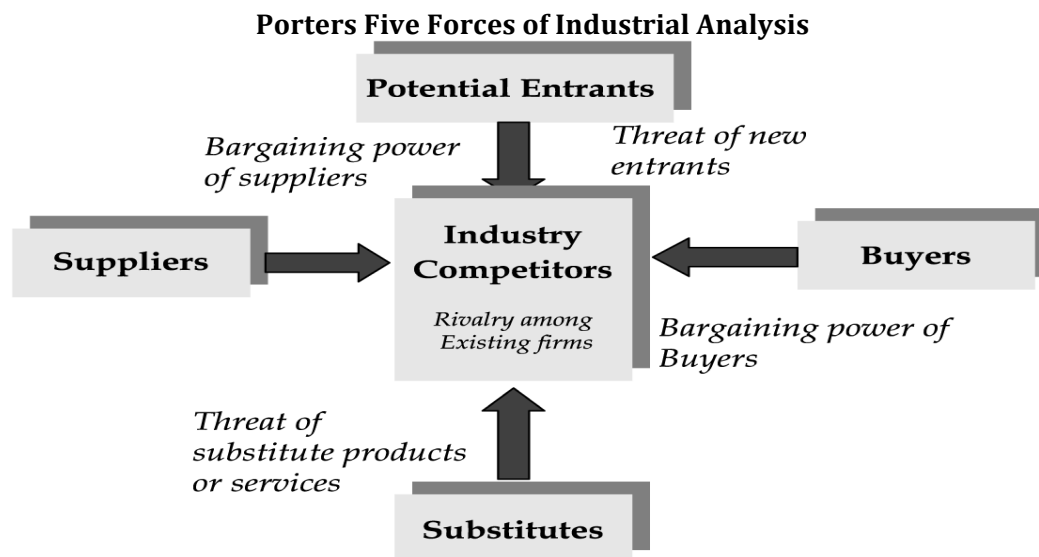 Porters Five Forces of Industrial Analysis
Potential Entrants
Bargaining power
of suppliers
Threat of new
entrants
Suppliers
Industry
Competitors
Rivalry among
Existing firms
Buyers
Bargaining power of
Buyers
Threat of
substitute products
or services
Substitutes